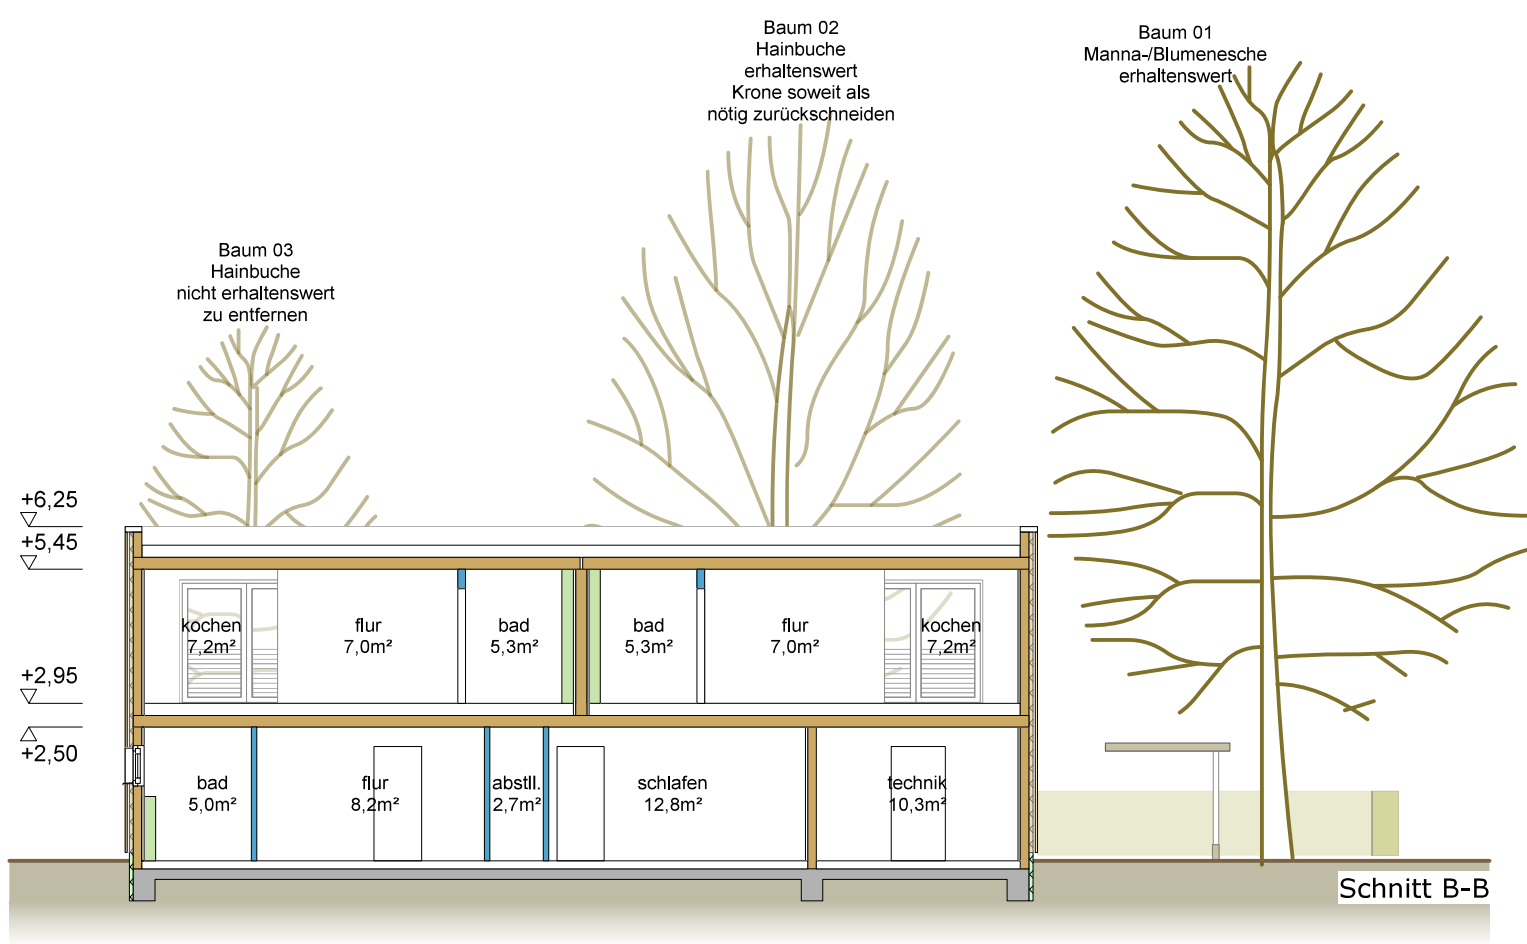 Baum 02
Hainbuche
erhaltenswert
Krone soweit als
nötig zurückschneiden
Baum 01
Manna-/Blumenesche
erhaltenswert
Baum 03
Hainbuche
nicht erhaltenswert
zu entfernen
+6,25
+5,45
+2,95
+2,50
kochen
7,2m²
flur
7,0m²
bad
5,3m²
bad
5,3m²
flur
7,0m²
kochen
7,2m²
bad
5,0m²
flur
8,2m²
abstll.
2,7m²
schlafen
12,8m²
technik
10,3m²
Schnitt B-B